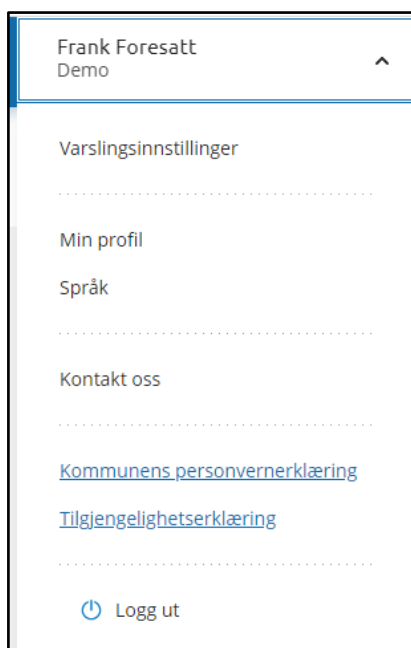 Frank Foresatt
Demo
Varslingsinnstillinger
Min profil
Språk
Kontakt oss
Kommunens personvernerklæring
Tilgjengelighetserklæring
Logg ut